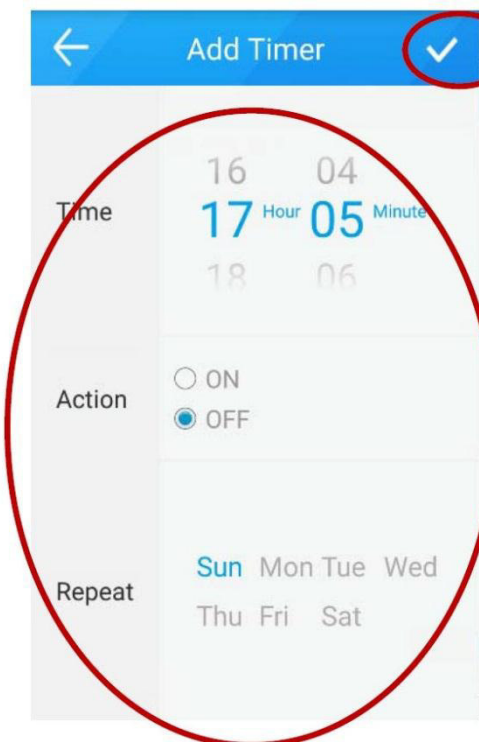 Add Timer
16 04
Time 17 Hour 05 Minute
18 06
Action
ON
OFF
Repeat
Sun Mon Tue Wed
Thu Fri Sat